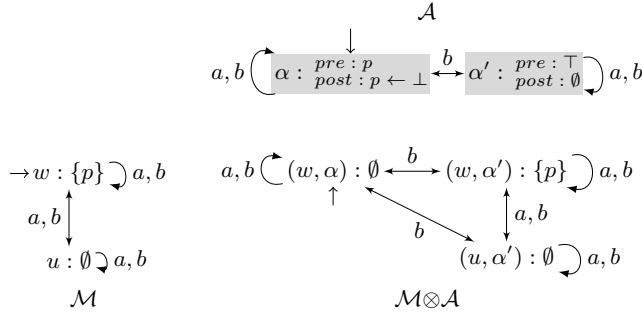 𝒜
a, b α : pre : p b α′ : pre : ⊤ a, b
post : p ← ⊥ post : ∅
→ w : {p} a, b a, b (w, α) : ∅ b (w, α′) : {p} a, b
↑
a, b b a, b
u : ∅ a, b (u, α′) : ∅ a, b
ℳ ℳ⊗𝒜